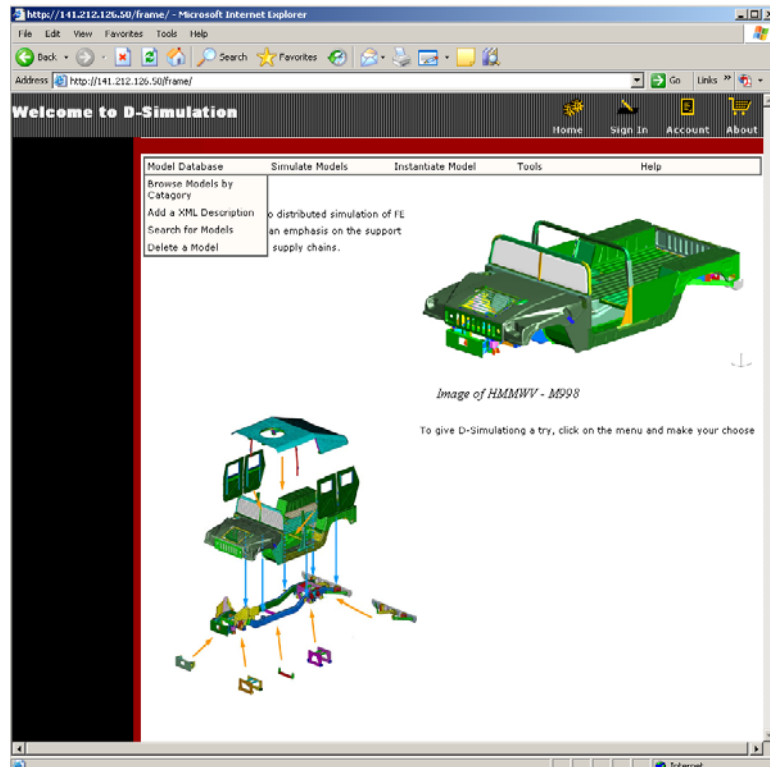 http://141.212.126.50/frame/ - Microsoft Internet Explorer
File Edit View Favorites Tools Help
Back Search Favorites
Address http://141.212.126.50/frame/ Go Links »
Welcome to D-Simulation
Home Sign In Account About
Model Database Simulate Models Instantiate Model Tools Help
Browse Models by
Catagory
Add a XML Description
Search for Models
Delete a Model
o distributed simulation of FE
an emphasis on the support
supply chains.
Image of HMMWV - M998
To give D-Simulationg a try, click on the menu and make your choose
Internet